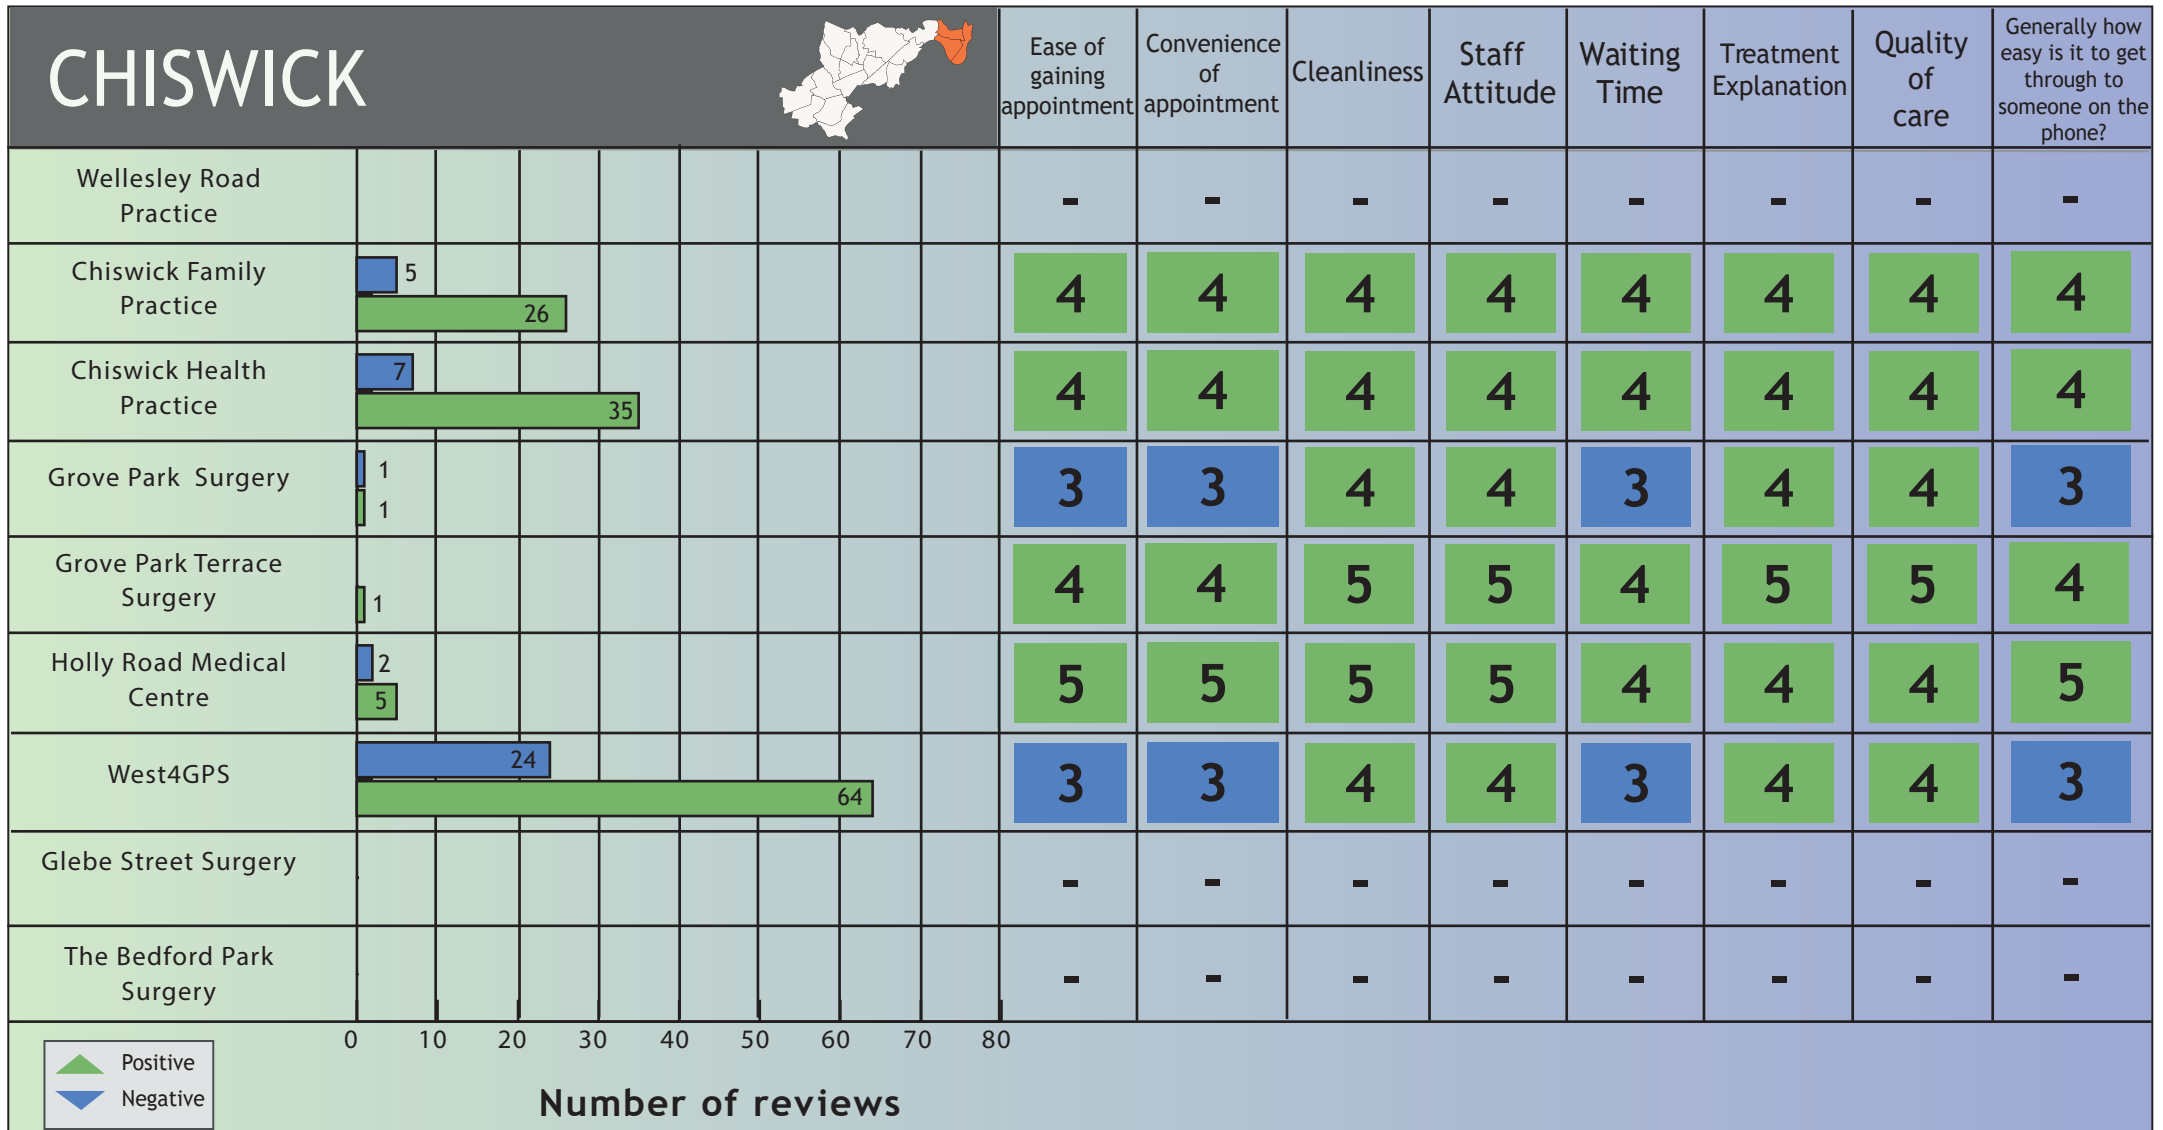 CHISWICK
Ease of
gaining
appointment
Convenience
of
appointment
Cleanliness
Staff
Attitude
Waiting
Time
Treatment
Explanation
Quality
of
care
Generally how
easy is it to get
through to
someone on the
phone?
Wellesley Road
Practice
- - - - - - - -
Chiswick Family
Practice
5
26
4 4 4 4 4 4 4 4
Chiswick Health
Practice
7
35
4 4 4 4 4 4 4 4
Grove Park Surgery
1
1
3 3 4 4 3 4 4 3
Grove Park Terrace
Surgery
1
4 4 5 5 4 5 5 4
Holly Road Medical
Centre
2
5
5 5 5 5 4 4 4 5
West4GPS
24
64
3 3 4 4 3 4 4 3
Glebe Street Surgery
- - - - - - - -
The Bedford Park
Surgery
- - - - - - - -
0 10 20 30 40 50 60 70 80
Positive
Negative
Number of reviews